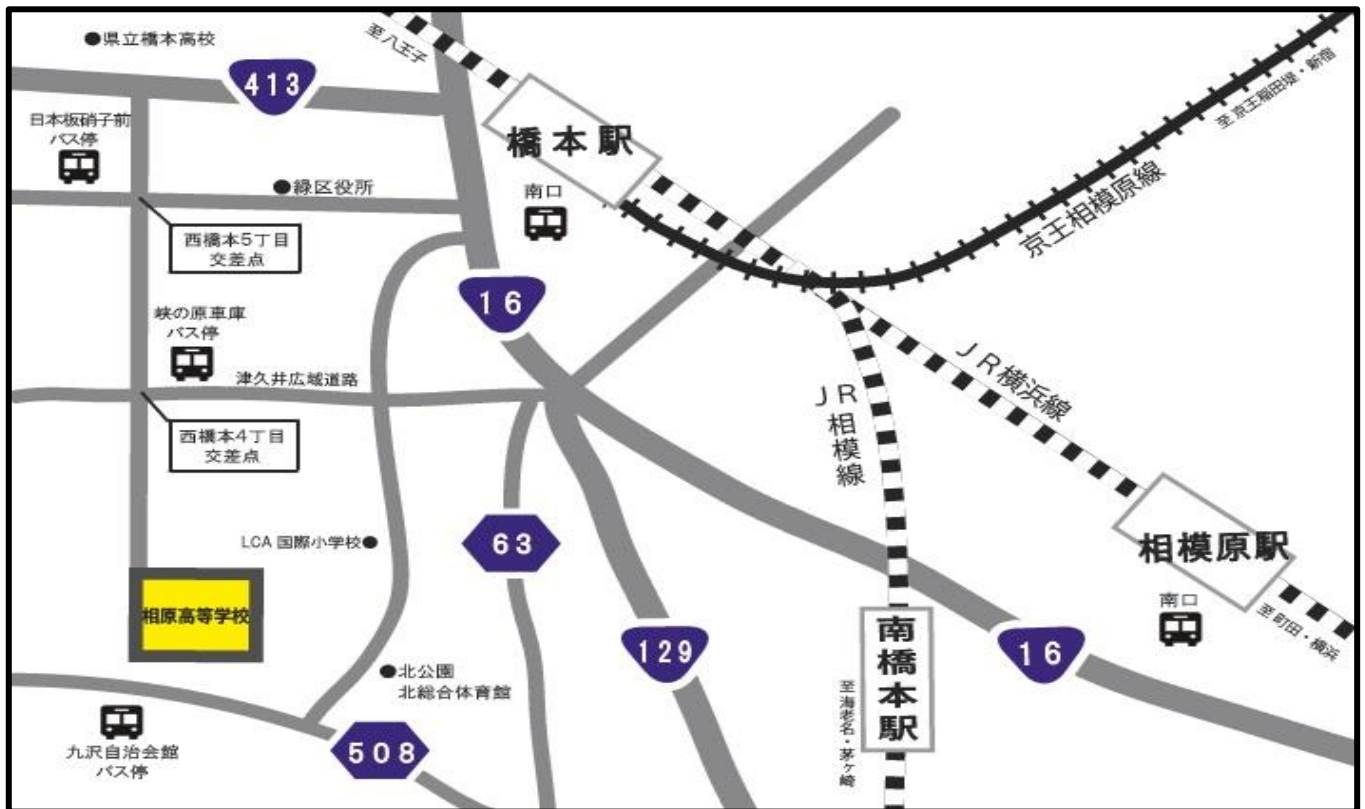 ●県立橋本高校
至八王子
413
至京王稲田堤・新宿
日本板硝子前
バス停
橋本駅
●緑区役所
南口
京王相模原線
西橋本5丁目
交差点
16
峡の原車庫
バス停
津久井広域道路
JR横浜線
JR相模線
西橋本4丁目
交差点
LCA 国際小学校●
63
相模原駅
相原高等学校
南口
至町田・横浜
南橋本駅
129
16
●北公園
北総合体育館
至海老名・茅ヶ崎
508
九沢自治会館
バス停